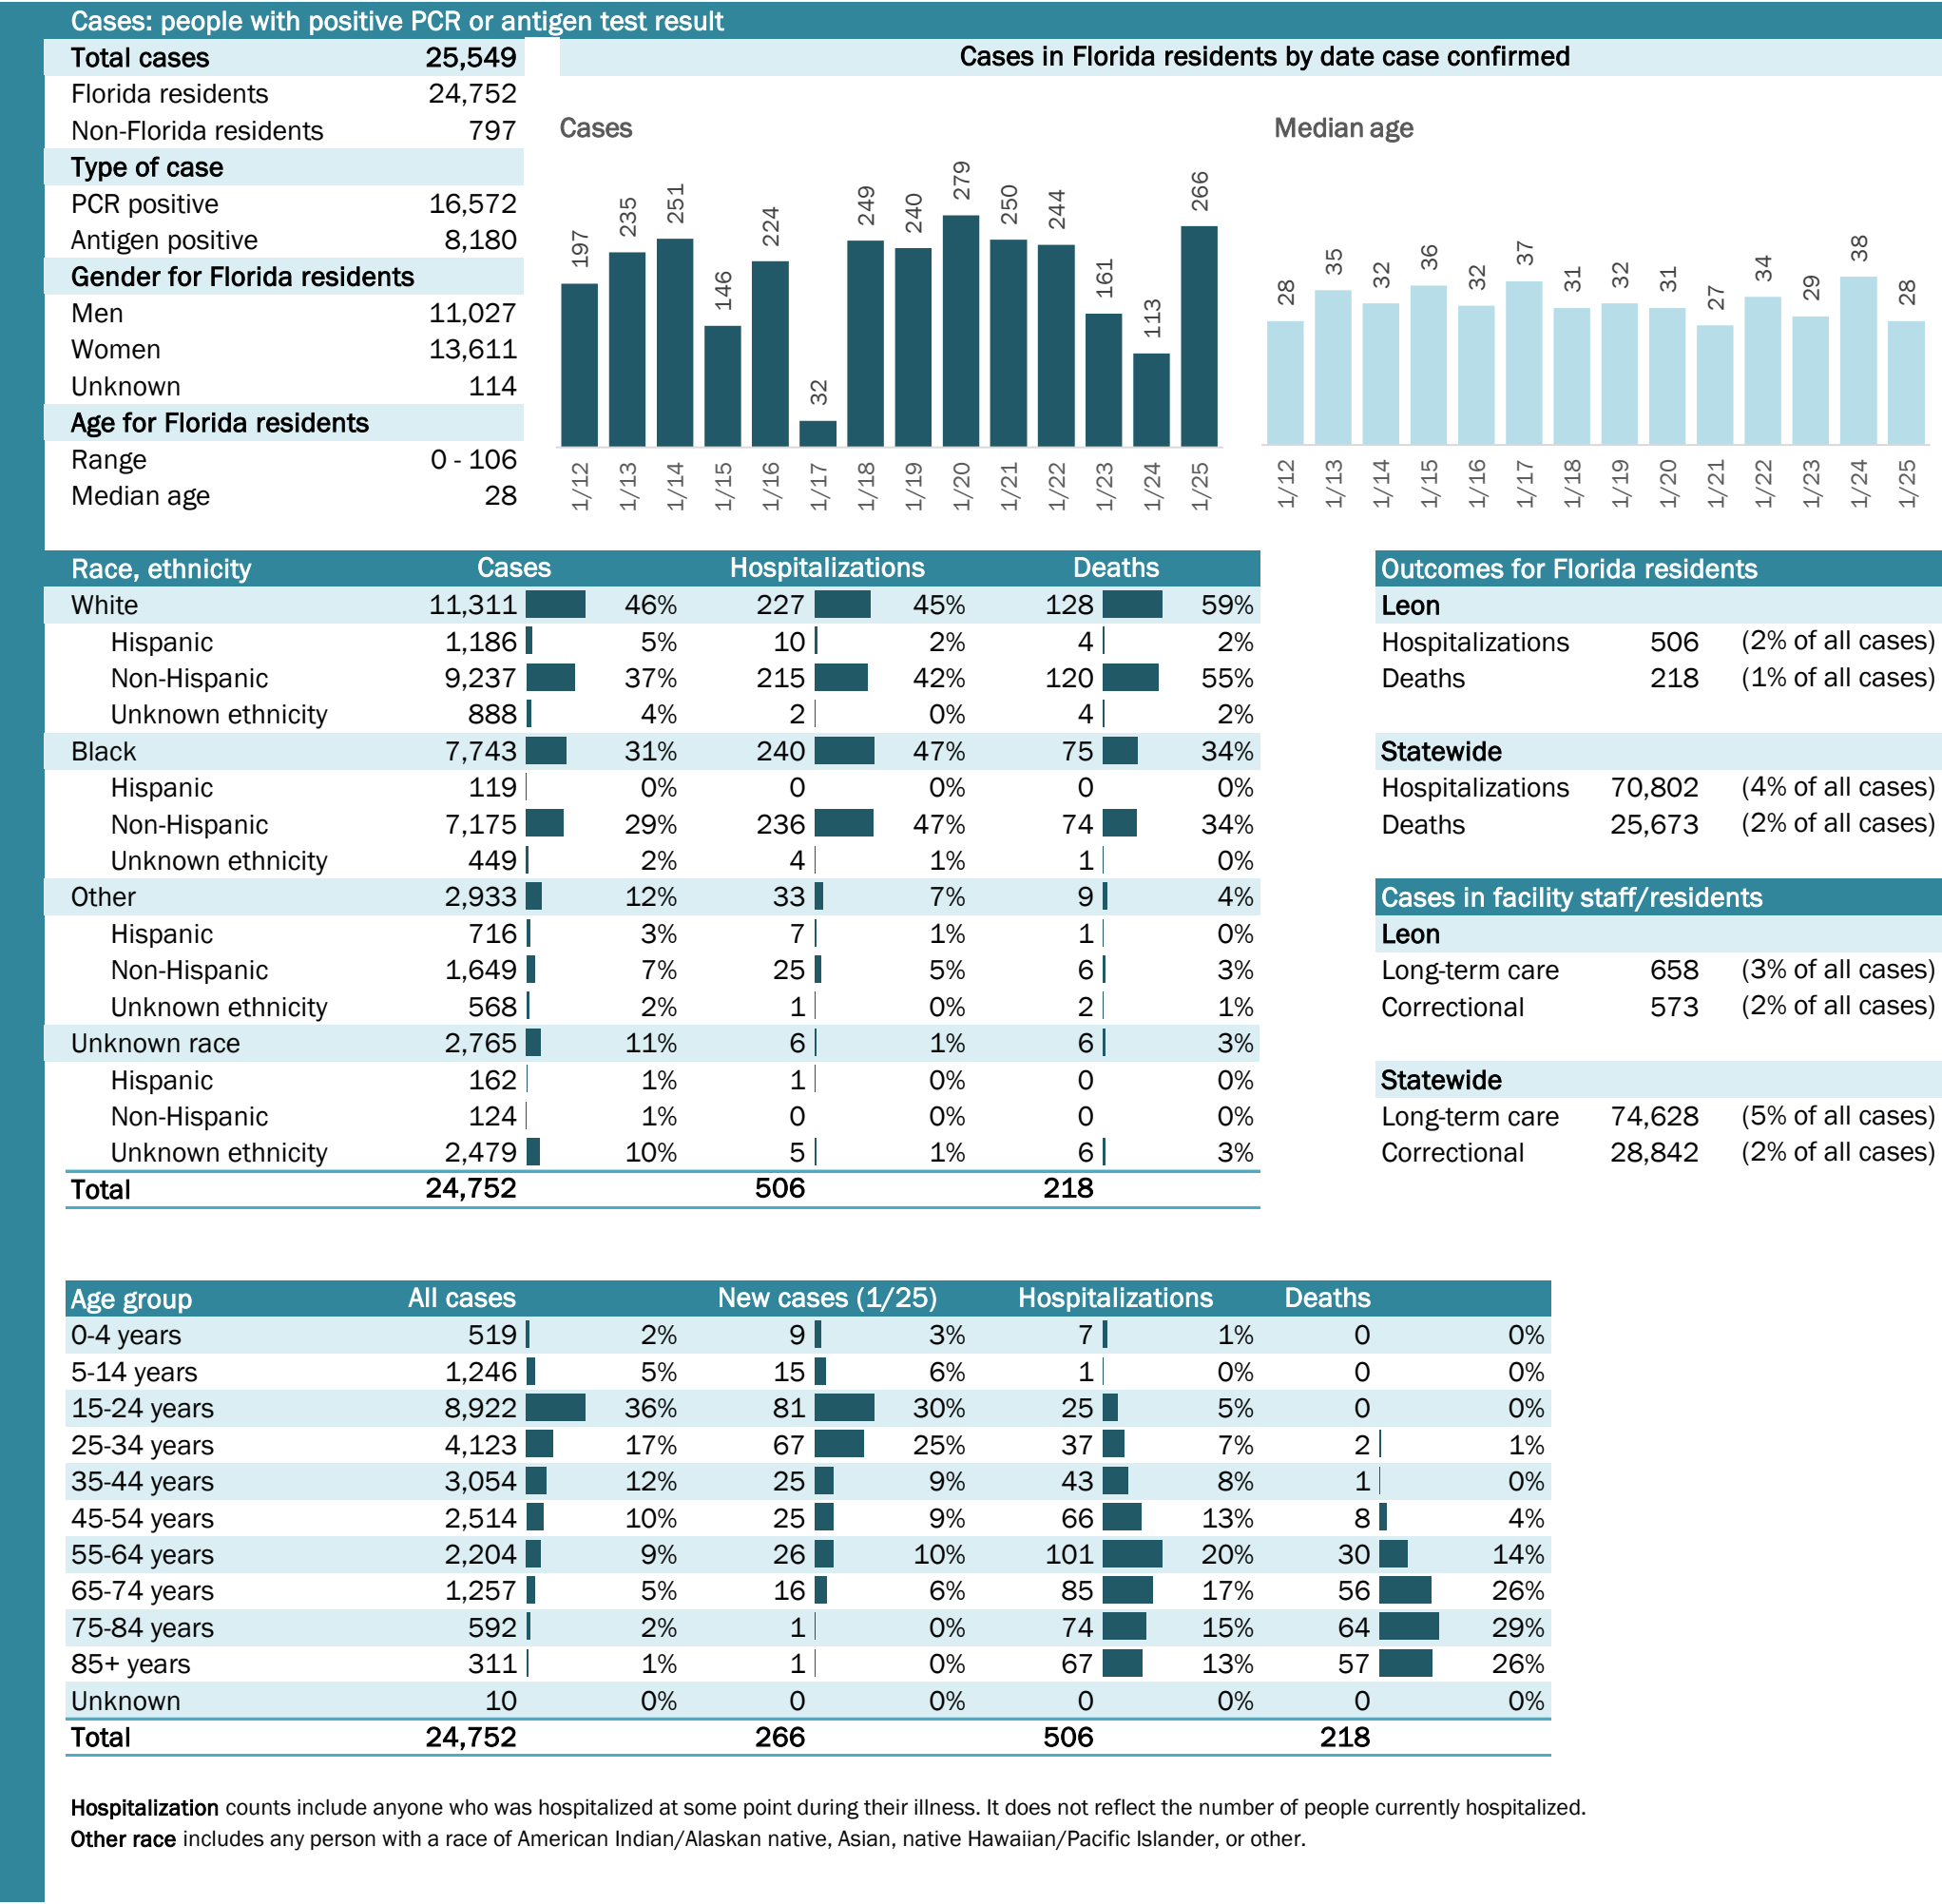 Cases: people with positive PCR or antigen test result
Total cases 25,549
Florida residents 24,752
Non-Florida residents 797
Type of case
PCR positive 16,572
Antigen positive 8,180
Gender for Florida residents
Men 11,027
Women 13,611
Unknown 114
Age for Florida residents
Range 0 - 106
Median age 28
Cases in Florida residents by date case confirmed
Cases
197 235 251 146 224 32 249 240 279 250 244 161 113 266
1/12 1/13 1/14 1/15 1/16 1/17 1/18 1/19 1/20 1/21 1/22 1/23 1/24 1/25
Median age
28 35 32 36 32 37 31 32 31 27 34 29 38 28
1/12 1/13 1/14 1/15 1/16 1/17 1/18 1/19 1/20 1/21 1/22 1/23 1/24 1/25
Race, ethnicity Cases Hospitalizations Deaths
White 11,311 46% 227 45% 128 59%
Hispanic 1,186 5% 10 2% 4 2%
Non-Hispanic 9,237 37% 215 42% 120 55%
Unknown ethnicity 888 4% 2 0% 4 2%
Black 7,743 31% 240 47% 75 34%
Hispanic 119 0% 0 0% 0 0%
Non-Hispanic 7,175 29% 236 47% 74 34%
Unknown ethnicity 449 2% 4 1% 1 0%
Other 2,933 12% 33 7% 9 4%
Hispanic 716 3% 7 1% 1 0%
Non-Hispanic 1,649 7% 25 5% 6 3%
Unknown ethnicity 568 2% 1 0% 2 1%
Unknown race 2,765 11% 6 1% 6 3%
Hispanic 162 1% 1 0% 0 0%
Non-Hispanic 124 1% 0 0% 0 0%
Unknown ethnicity 2,479 10% 5 1% 6 3%
Total 24,752 506 218
Outcomes for Florida residents
Leon
Hospitalizations 506 (2% of all cases)
Deaths 218 (1% of all cases)
Statewide
Hospitalizations 70,802 (4% of all cases)
Deaths 25,673 (2% of all cases)
Cases in facility staff/residents
Leon
Long-term care 658 (3% of all cases)
Correctional 573 (2% of all cases)
Statewide
Long-term care 74,628 (5% of all cases)
Correctional 28,842 (2% of all cases)
Age group All cases New cases (1/25) Hospitalizations Deaths
0-4 years 519 2% 9 3% 7 1% 0 0%
5-14 years 1,246 5% 15 6% 1 0% 0 0%
15-24 years 8,922 36% 81 30% 25 5% 0 0%
25-34 years 4,123 17% 67 25% 37 7% 2 1%
35-44 years 3,054 12% 25 9% 43 8% 1 0%
45-54 years 2,514 10% 25 9% 66 13% 8 4%
55-64 years 2,204 9% 26 10% 101 20% 30 14%
65-74 years 1,257 5% 16 6% 85 17% 56 26%
75-84 years 592 2% 1 0% 74 15% 64 29%
85+ years 311 1% 1 0% 67 13% 57 26%
Unknown 10 0% 0 0% 0 0% 0 0%
Total 24,752 266 506 218
Hospitalization counts include anyone who was hospitalized at some point during their illness. It does not reflect the number of people currently hospitalized.
Other race includes any person with a race of American Indian/Alaskan native, Asian, native Hawaiian/Pacific Islander, or other.